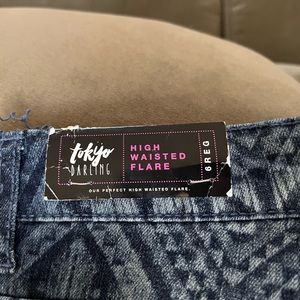 tokyo
DARLING
HIGH
WAISTED
FLARE
6REG
OUR PERFECT HIGH WAISTED FLARE.